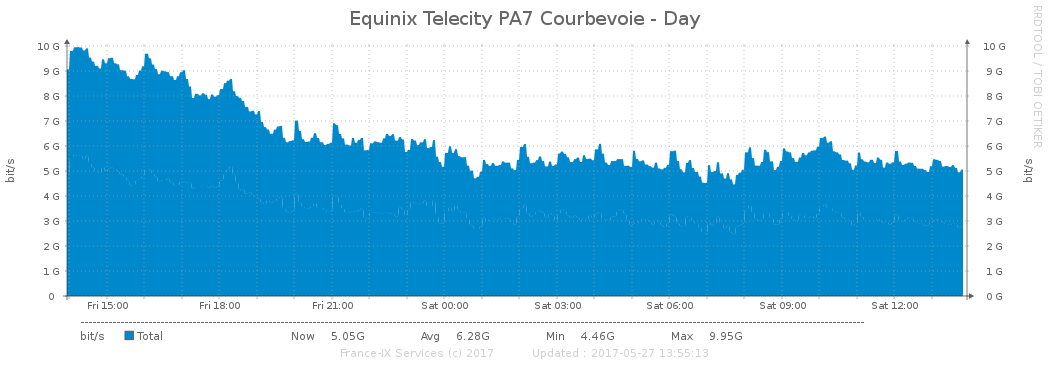 Equinix Telecity PA7 Courbevoie - Day
RRDTOOL / TOBI OETIKER
10 G 10 G
9 G 9 G
8 G 8 G
7 G 7 G
6 G 6 G
5 G 5 G
4 G 4 G
3 G 3 G
2 G 2 G
1 G 1 G
0 0 G
bit/s
bit/s
Fri 15:00 Fri 18:00 Fri 21:00 Sat 00:00 Sat 03:00 Sat 06:00 Sat 09:00 Sat 12:00
bit/s Total Now 5.05G Avg 6.28G Min 4.46G Max 9.95G
France-IX Services (c) 2017 Updated : 2017-05-27 13:55:13